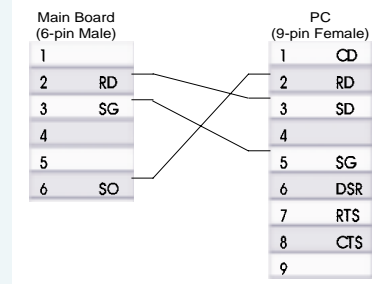 Main Board
(6-pin Male)
1
2 RD
3 SG
4
5
6 SO
PC
(9-pin Female)
1 CD
2 RD
3 SD
4
5 SG
6 DSR
7 RTS
8 CTS
9